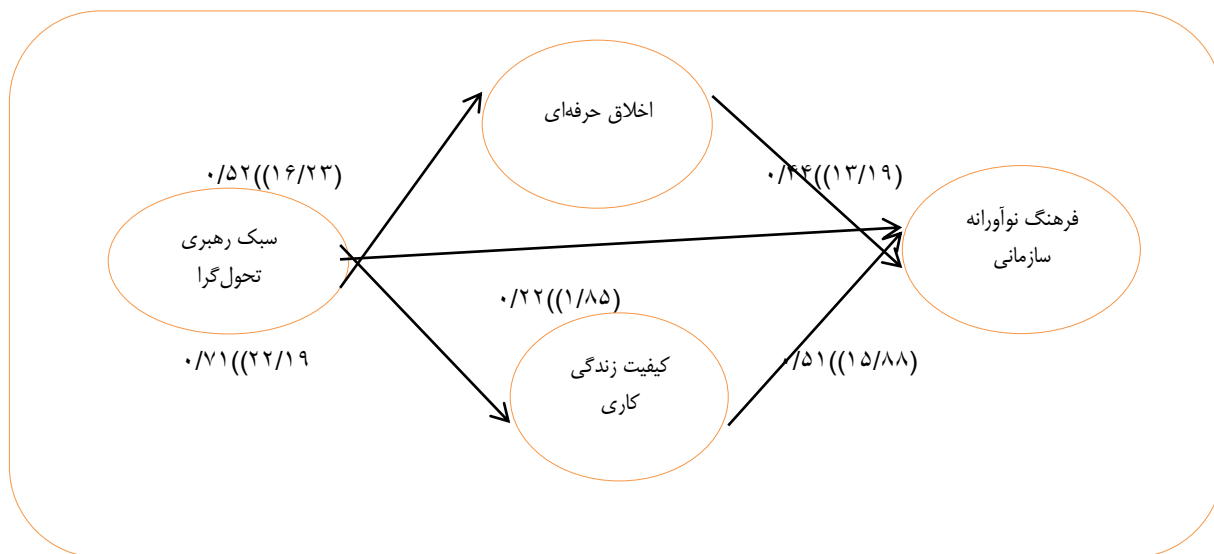 اخلاق حرفه‌ای
۰/۵۲((۱۶/۲۳)
۰/۴۴((۱۳/۱۹)
سبک رهبری
تحول‌گرا
فرهنگ نوآورانه
سازمانی
۰/۲۲((۱/۸۵)
۰/۷۱((۲۲/۱۹
۰/۵۱((۱۵/۸۸)
کیفیت زندگی
کاری